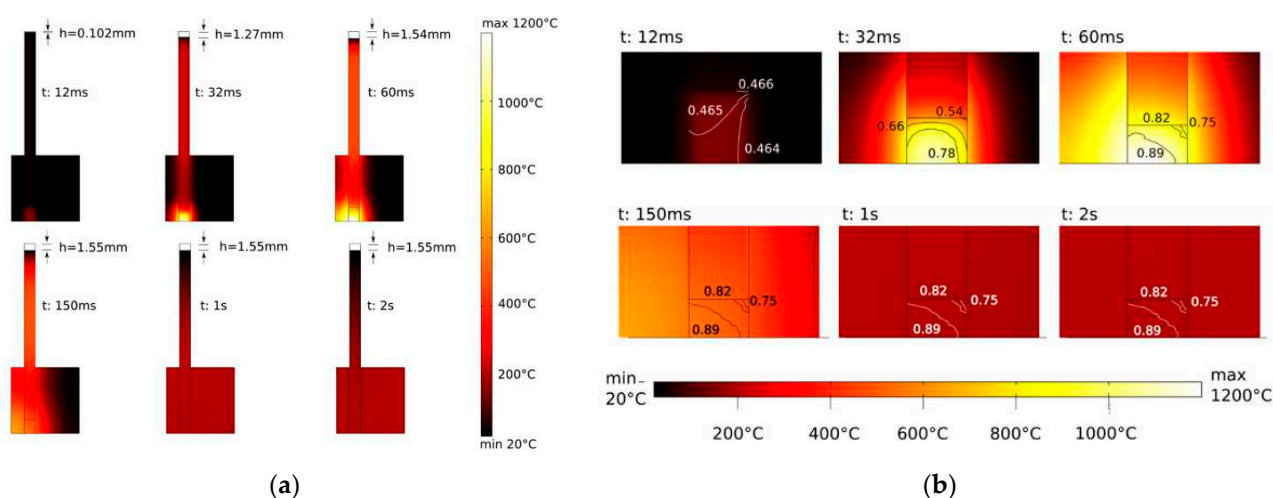 max 1200°C
h=0.102mm
h=1.27mm
h=1.54mm
t: 12ms
t: 32ms
t: 60ms
1000°C
800°C
600°C
400°C
200°C
min 20°C
h=1.55mm
h=1.55mm
h=1.55mm
t: 150ms
t: 1s
t: 2s
(a)
t: 12ms
t: 32ms
t: 60ms
0.466
0.465
0.464
0.54
0.66
0.78
0.82
0.75
0.89
t: 150ms
t: 1s
t: 2s
0.82
0.75
0.89
0.82
0.75
0.89
0.82
0.75
0.89
min
20°C
max
1200°C
200°C
400°C
600°C
800°C
1000°C
(b)